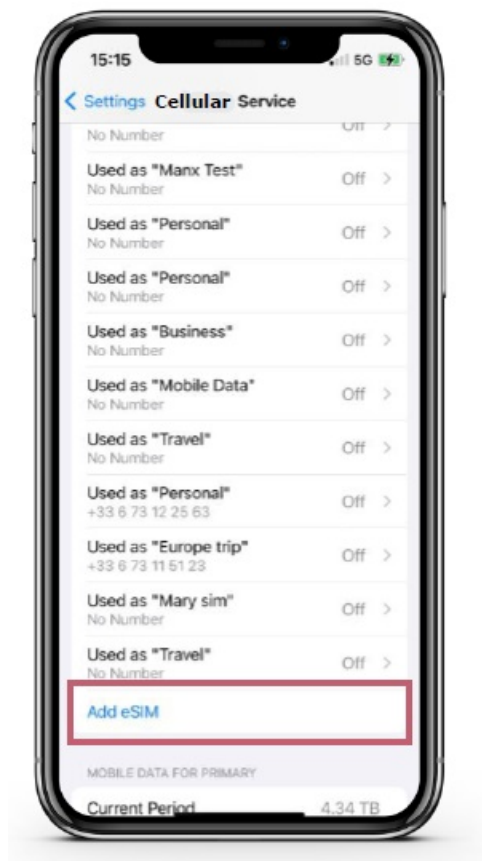 15:15
5G
Settings Cellular Service
Off
No Number
Used as "Manx Test"
Off
No Number
Used as "Personal"
Off
No Number
Used as "Personal"
Off
No Number
Used as "Business"
Off
No Number
Used as "Mobile Data"
Off
No Number
Used as "Travel"
Off
No Number
Used as "Personal"
Off
+33 6 73 12 25 63
Used as "Europe trip"
Off
+33 6 73 11 51 23
Used as "Mary sim"
Off
No Number
Used as "Travel"
Off
No Number
Add eSIM
MOBILE DATA FOR PRIMARY
Current Period 4.34 TB